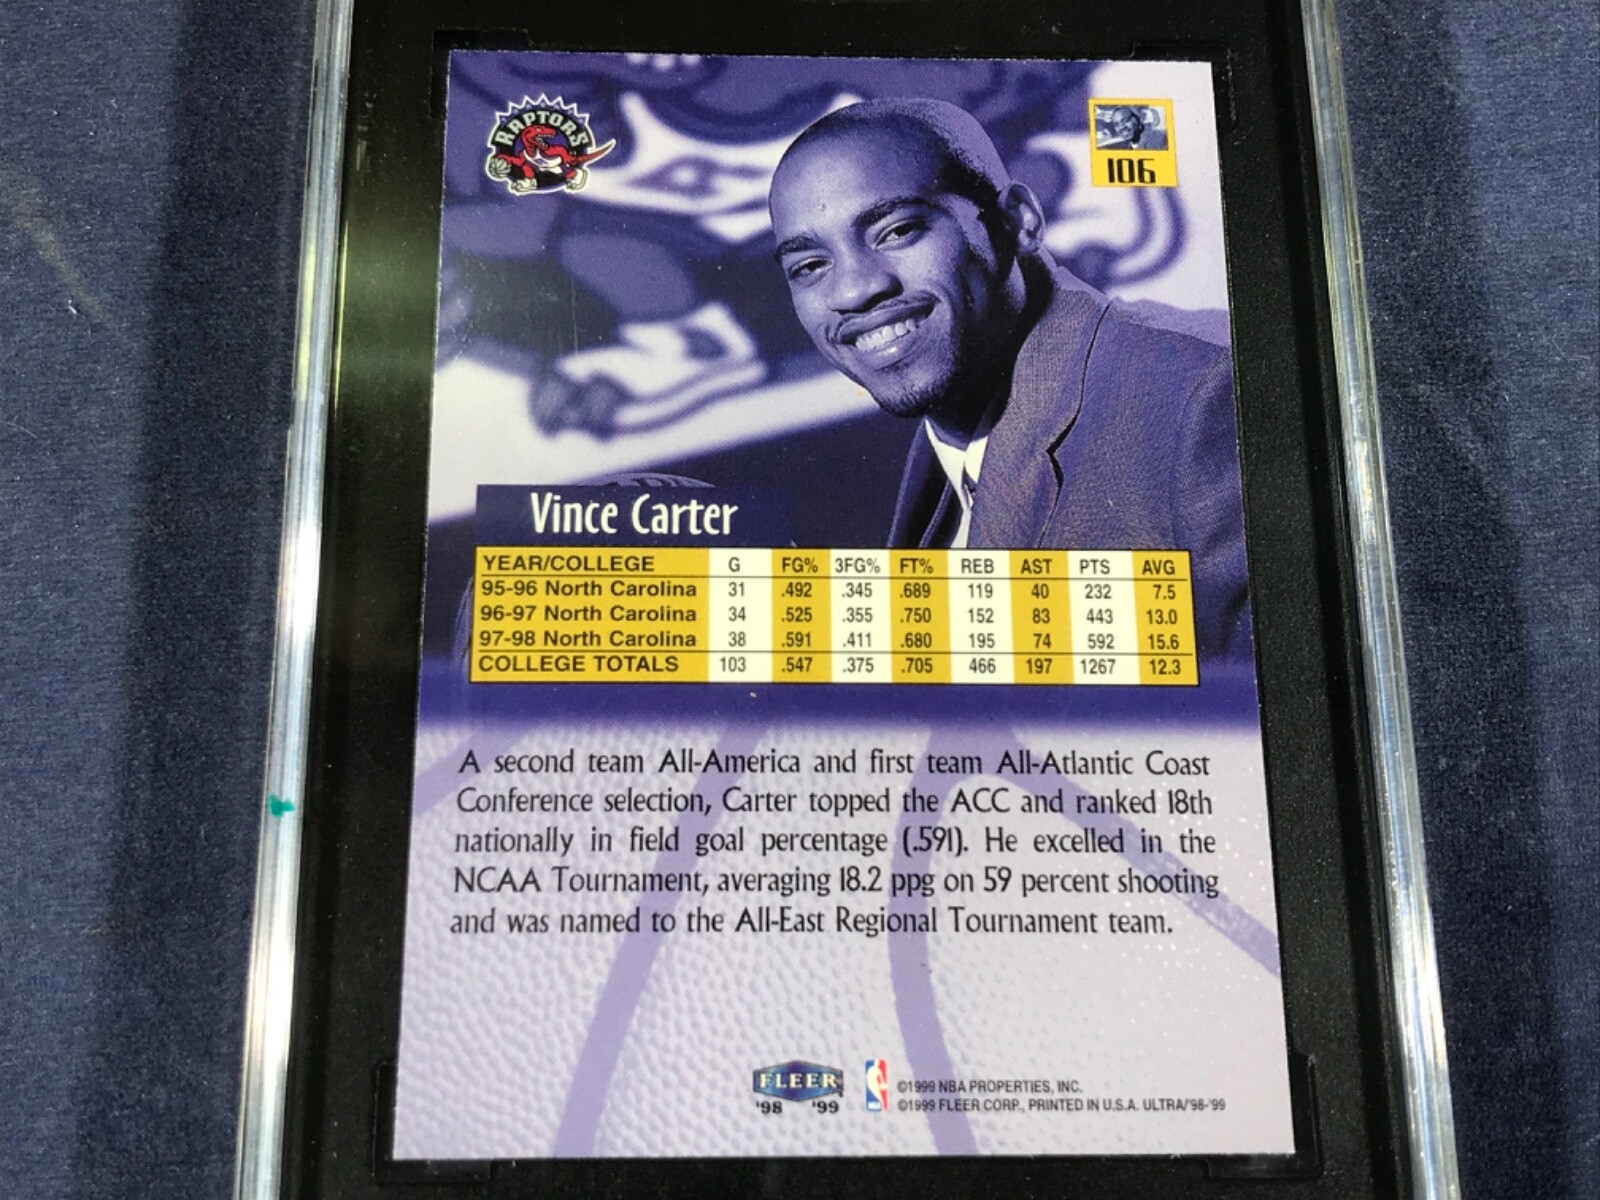 RAPTORS
106
Vince Carter
YEAR/COLLEGE G FG% 3FG% FT% REB AST PTS AVG
95-96 North Carolina 31 .492 .345 .689 119 40 232 7.5
96-97 North Carolina 34 .525 .355 .750 152 83 443 13.0
97-98 North Carolina 38 .591 .411 .680 195 74 592 15.6
COLLEGE TOTALS 103 .547 .375 .705 466 197 1267 12.3
A second team All-America and first team All-Atlantic Coast
Conference selection, Carter topped the ACC and ranked 18th
nationally in field goal percentage (.591). He excelled in the
NCAA Tournament, averaging 18.2 ppg on 59 percent shooting
and was named to the All-East Regional Tournament team.
FLEER
'98 '99
©1999 NBA PROPERTIES, INC.
©1999 FLEER CORP., PRINTED IN U.S.A. ULTRA/'98-'99